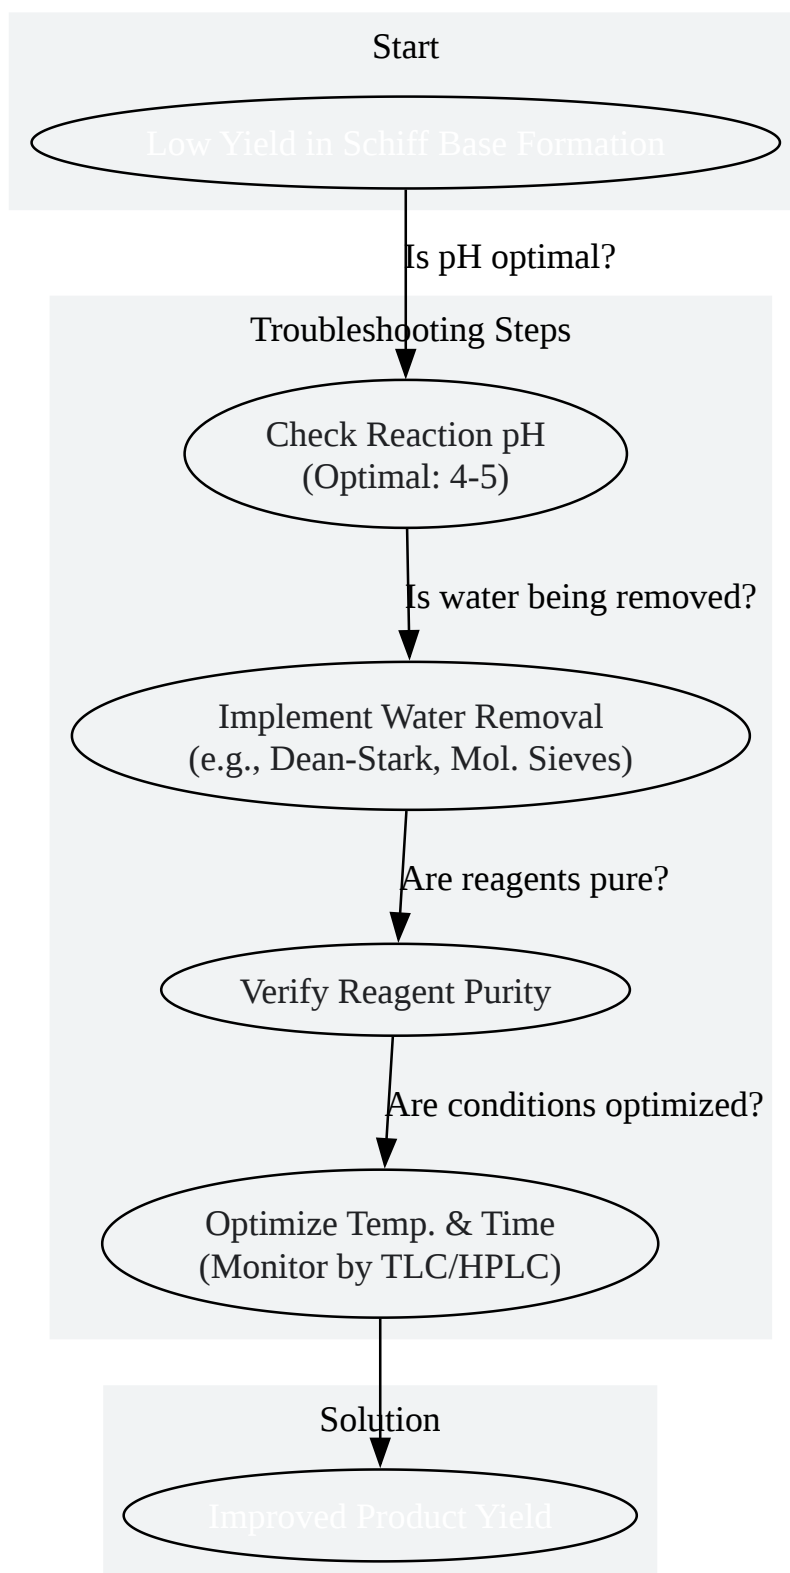 Start
Low Yield in Schiff Base Formation
Is pH optimal?
Troubleshooting Steps
Check Reaction pH
(Optimal: 4-5)
Is water being removed?
Implement Water Removal
(e.g., Dean-Stark, Mol. Sieves)
Are reagents pure?
Verify Reagent Purity
Are conditions optimized?
Optimize Temp. & Time
(Monitor by TLC/HPLC)
Solution
Improved Product Yield